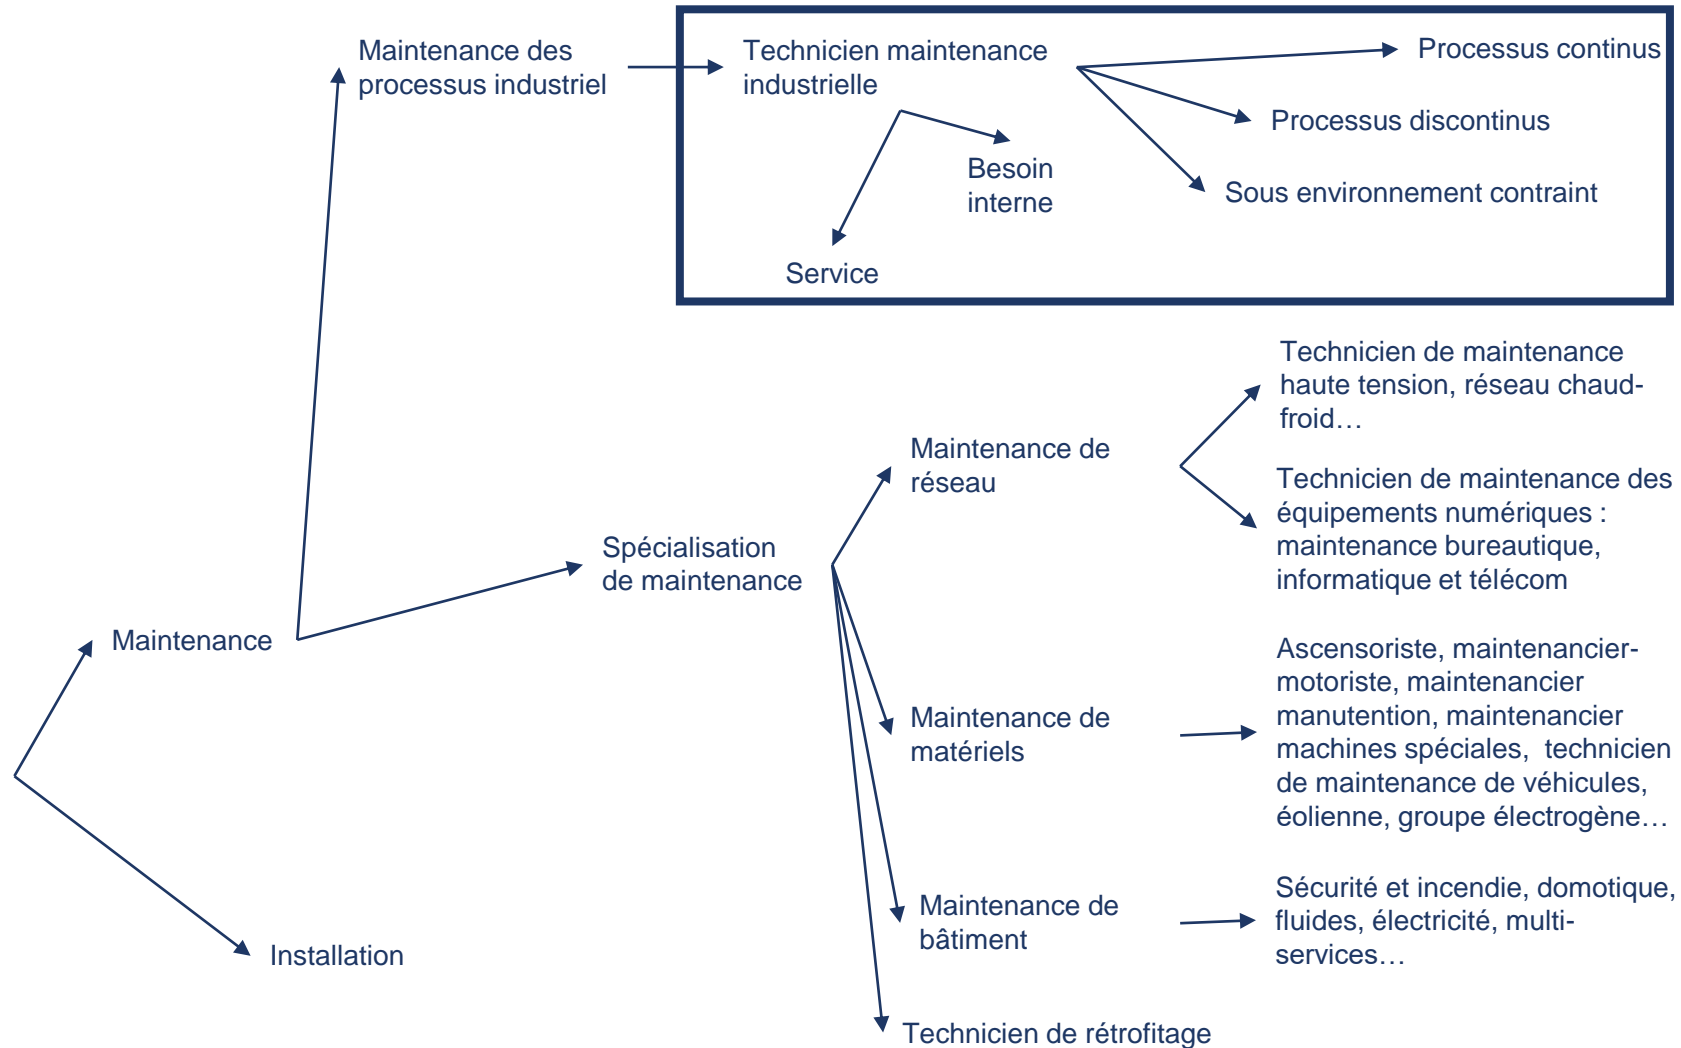 Maintenance des
processus industriel
Technicien maintenance
industrielle
Processus continus
Processus discontinus
Sous environnement contraint
Besoin
interne
Service
Technicien de maintenance
haute tension, réseau chaud-
froid…
Maintenance de
réseau
Technicien de maintenance des
équipements numériques :
maintenance bureautique,
informatique et télécom
Spécialisation
de maintenance
Maintenance
Ascensoriste, maintenancier-
motoriste, maintenancier
manutention, maintenancier
machines spéciales,  technicien
de maintenance de véhicules,
éolienne, groupe électrogène…
Maintenance de
matériels
Sécurité et incendie, domotique,
fluides, électricité, multi-
services…
Maintenance de
bâtiment
Installation
Technicien de rétrofitage